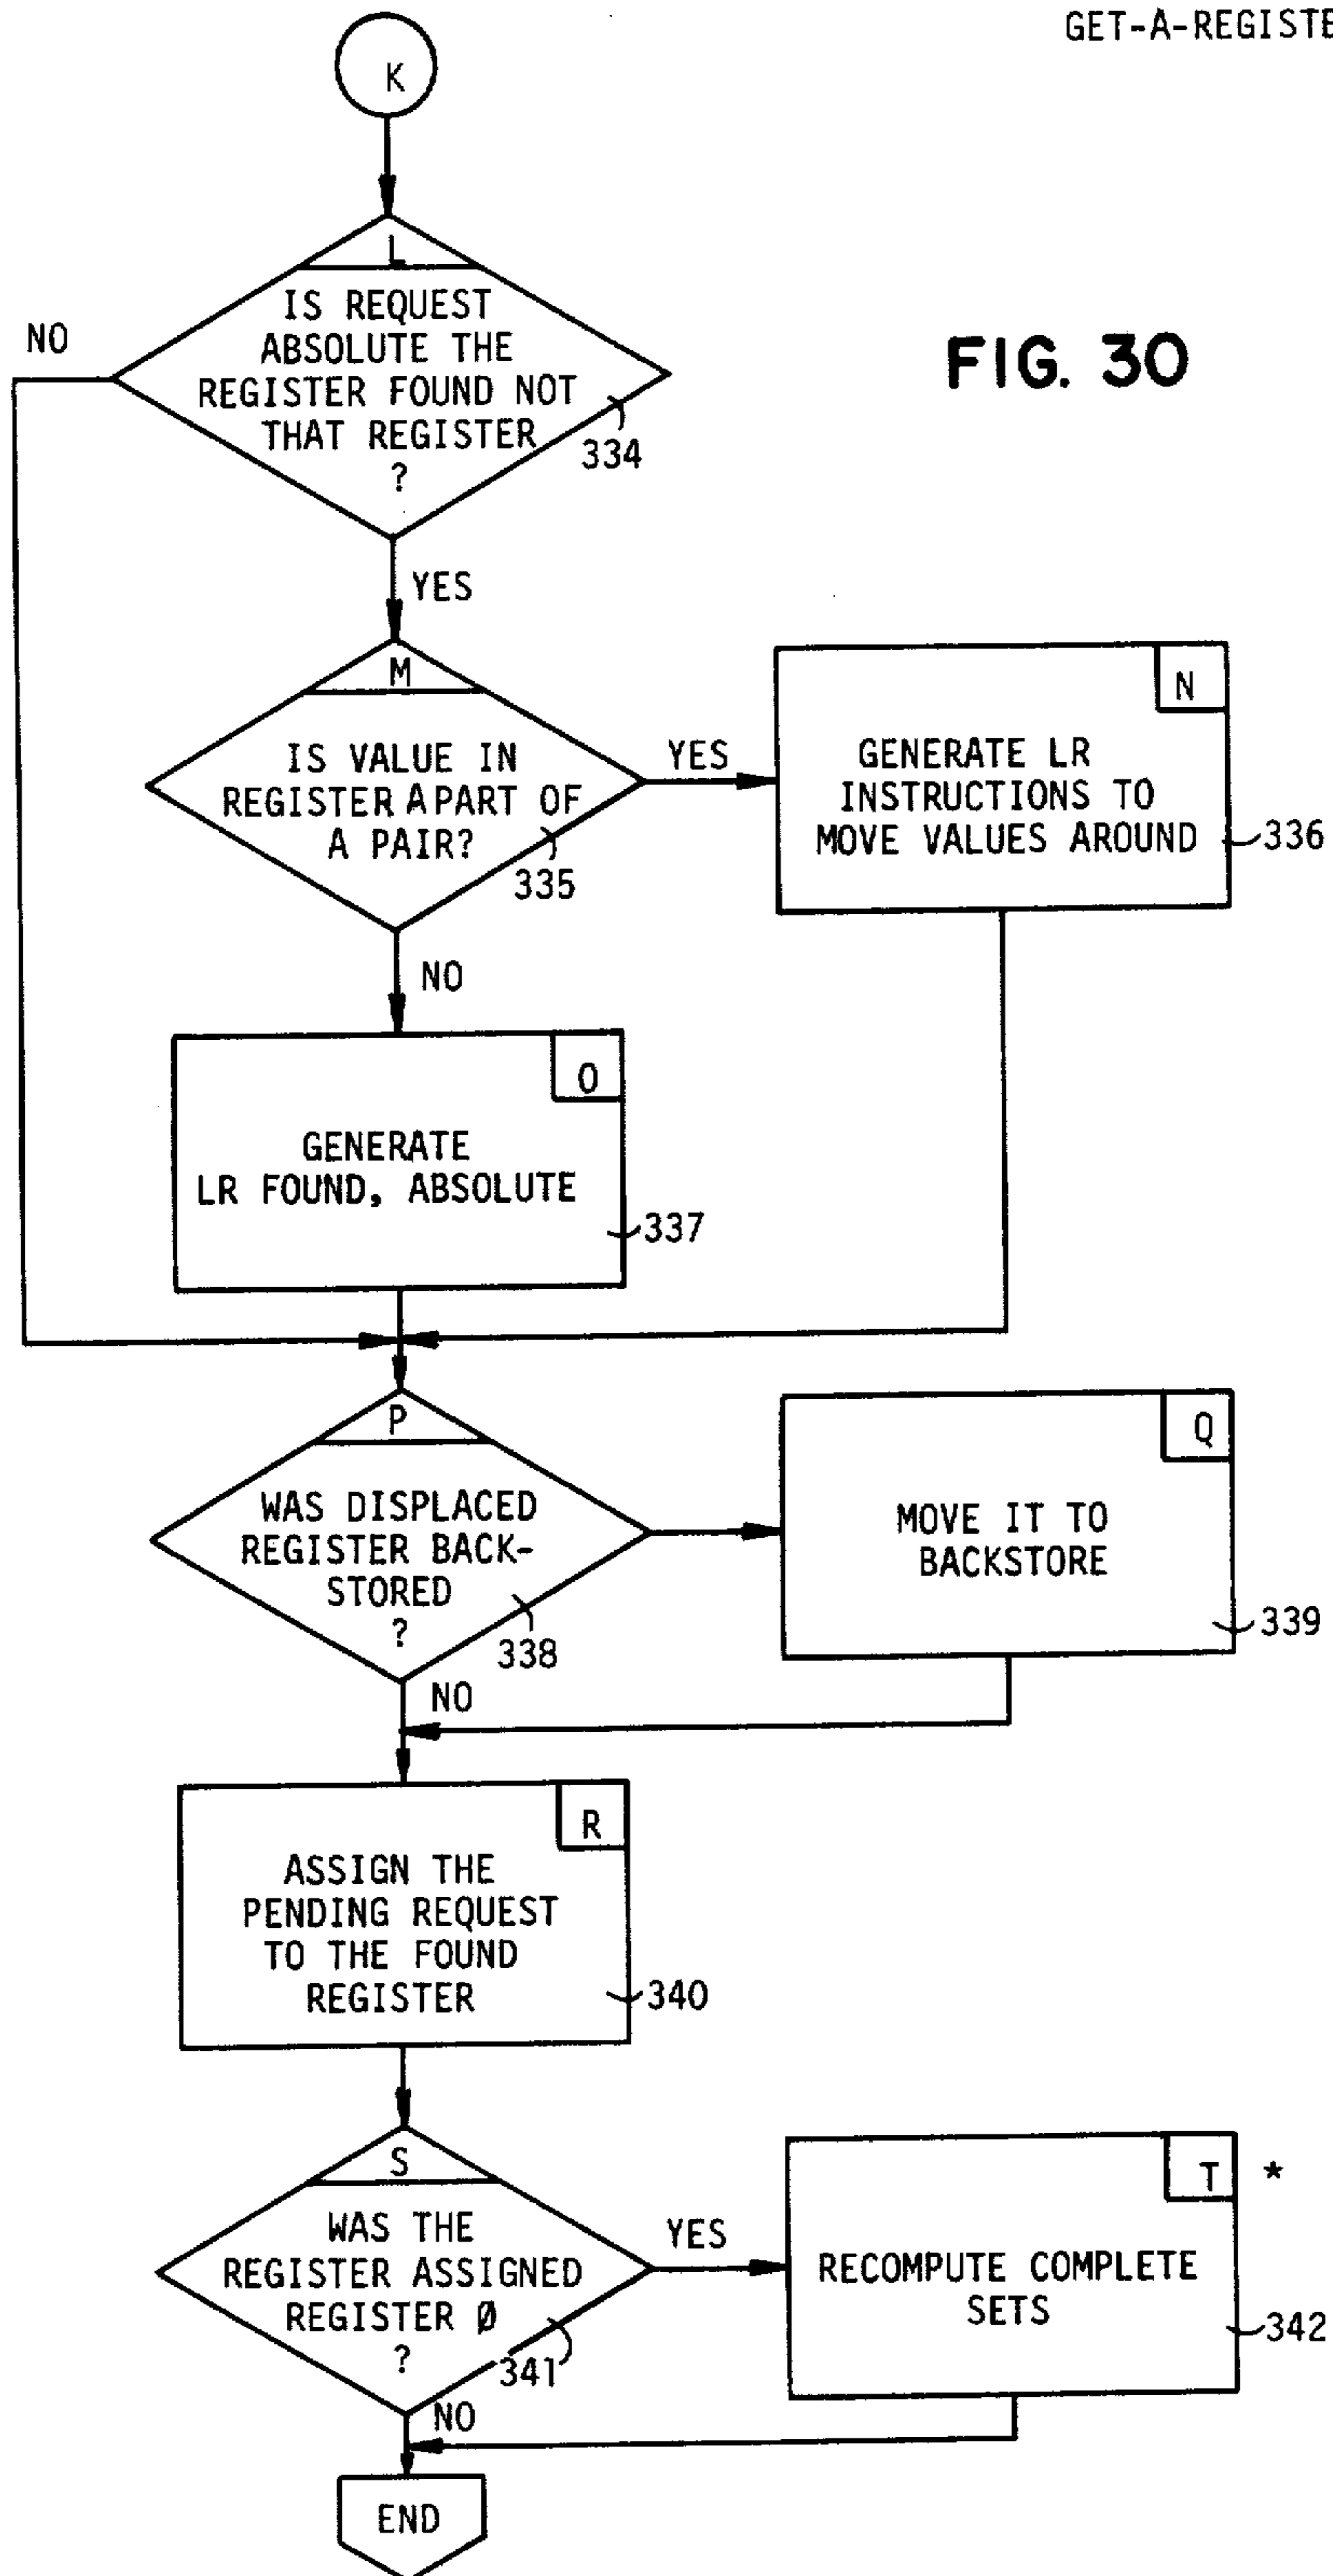 GET-A-REGISTE
K
FIG. 30
L
IS REQUEST
ABSOLUTE THE
REGISTER FOUND NOT
THAT REGISTER
?
334
NO
YES
M
IS VALUE IN
REGISTER A PART OF
A PAIR?
335
YES
N
GENERATE LR
INSTRUCTIONS TO
MOVE VALUES AROUND
336
NO
O
GENERATE
LR FOUND, ABSOLUTE
337
P
WAS DISPLACED
REGISTER BACK-
STORED
?
338
Q
MOVE IT TO
BACKSTORE
339
NO
R
ASSIGN THE
PENDING REQUEST
TO THE FOUND
REGISTER
340
S
WAS THE
REGISTER ASSIGNED
REGISTER Ø
?
341
YES
T *
RECOMPUTE COMPLETE
SETS
342
NO
END